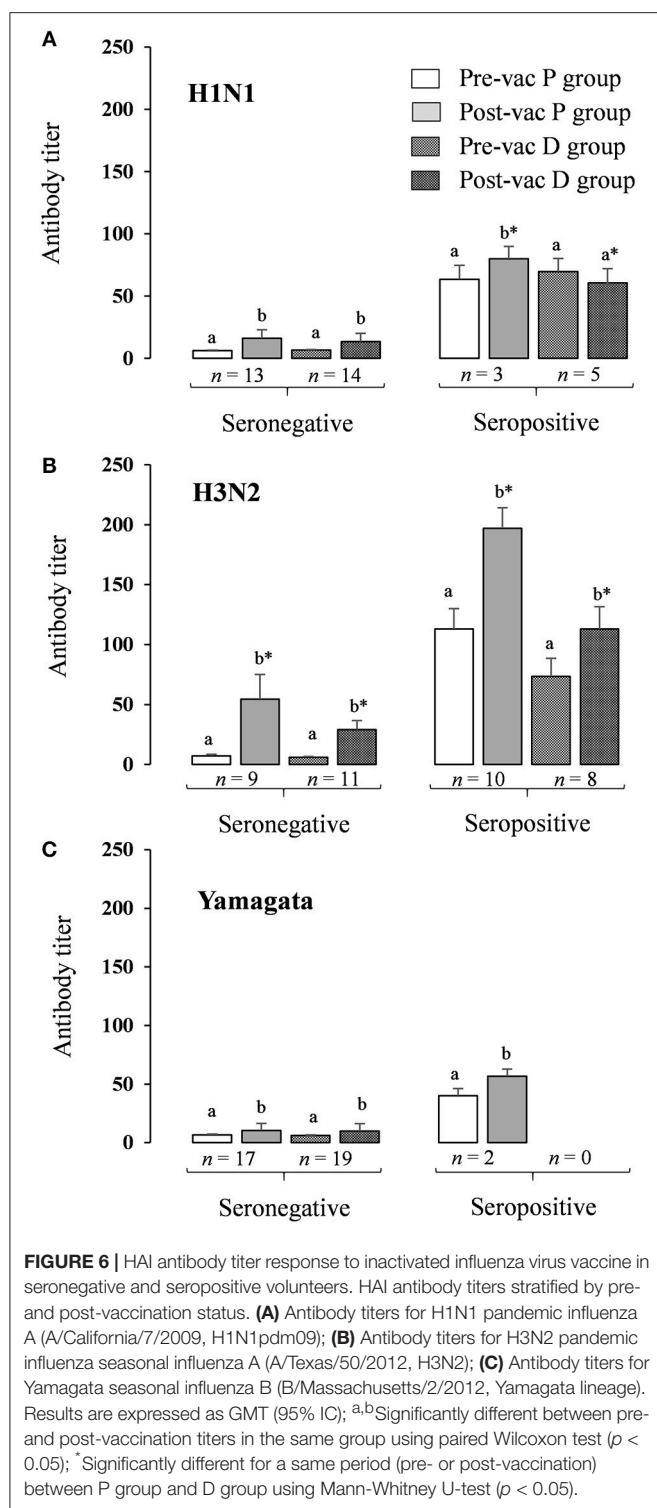 A
250
H1N1
Pre-vac P group
200
Post-vac P group
Pre-vac D group
150
Post-vac D group
Antibody titer
100
a b* a a*
50
a b a b
0
n = 13 n = 14 n = 3 n = 5
Seronegative Seropositive
B
250
H3N2
b*
200
150
Antibody titer
a b*
100
b* a
50
b*
a a
0
n = 9 n = 11 n = 10 n = 8
Seronegative Seropositive
C
250
200
Yamagata
150
Antibody titer
100
b
50
a
a b a b
0
n = 17 n = 19 n = 2 n = 0
Seronegative Seropositive
FIGURE 6 | HAI antibody titer response to inactivated influenza virus vaccine in
seronegative and seropositive volunteers. HAI antibody titers stratified by pre-
and post-vaccination status. (A) Antibody titers for H1N1 pandemic influenza
A (A/California/7/2009, H1N1pdm09); (B) Antibody titers for H3N2 pandemic
influenza seasonal influenza A (A/Texas/50/2012, H3N2); (C) Antibody titers for
Yamagata seasonal influenza B (B/Massachusetts/2/2012, Yamagata lineage).
Results are expressed as GMT (95% IC); a,bSignificantly different between pre-
and post-vaccination titers in the same group using paired Wilcoxon test (p <
0.05); *Significantly different for a same period (pre- or post-vaccination)
between P group and D group using Mann-Whitney U-test (p < 0.05).